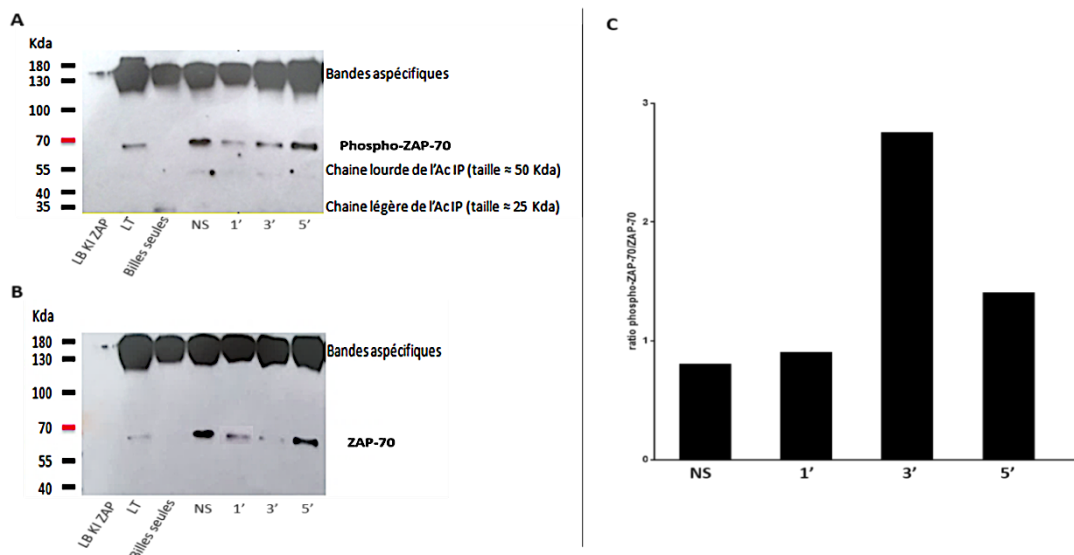 A
Kda
180
130
100
70
55
40
35
Bandes aspécifiques
Phospho-ZAP-70
Chaine lourde de l'Ac IP (taille ≈ 50 Kda)
Chaine légère de l'Ac IP (taille ≈ 25 Kda)
LB KI ZAP
LT
Billes seules
NS
1'
3'
5'
B
Kda
180
130
100
70
55
40
Bandes aspécifiques
ZAP-70
LB KI ZAP
LT
Billes seules
NS
1'
3'
5'
C
ratio phospho-ZAP-70/ZAP-70
3
2
1
0
NS
1'
3'
5'